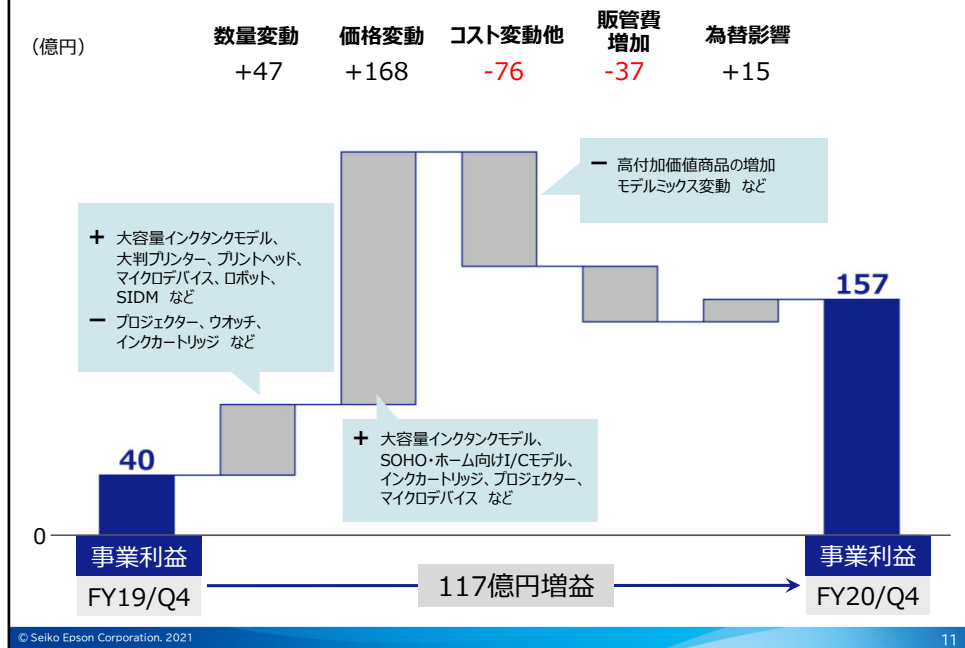 (億円)
数量変動
+47
価格変動
+168
コスト変動他
-76
販管費
増加
-37
為替影響
+15
− 高付加価値商品の増加
モデルミックス変動 など
+ 大容量インクタンクモデル、
大判プリンター、プリントヘッド、
マイクロデバイス、ロボット、
SIDM など
− プロジェクター、ウオッチ、
インクカートリッジ など
157
+ 大容量インクタンクモデル、
SOHO・ホーム向けI/Cモデル、
インクカートリッジ、プロジェクター、
マイクロデバイス など
40
0
事業利益
FY19/Q4
117億円増益
事業利益
FY20/Q4
© Seiko Epson Corporation. 2021
11